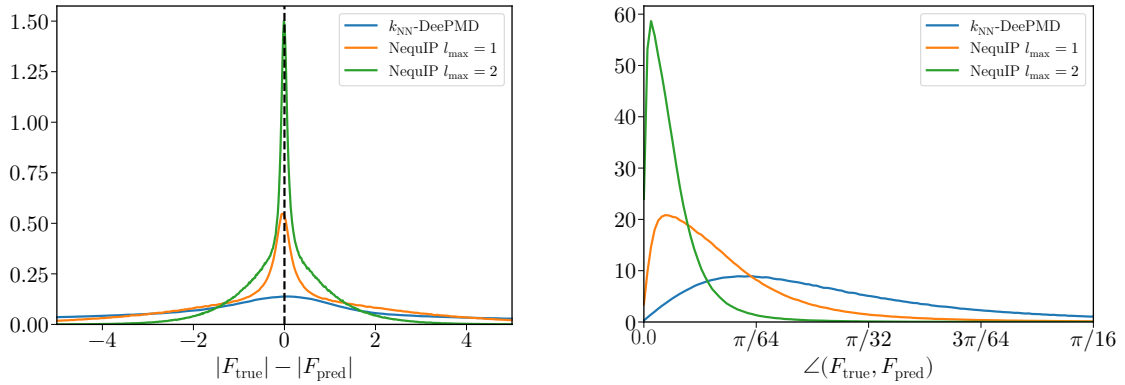 1.50
1.25
1.00
0.75
0.50
0.25
0.00
−4
−2
0
2
4
|F_true| − |F_pred|
k_NN-DeePMD
NequIP l_max = 1
NequIP l_max = 2
60
50
40
30
20
10
0
0.0
π/64
π/32
3π/64
π/16
∠(F_true, F_pred)
k_NN-DeePMD
NequIP l_max = 1
NequIP l_max = 2